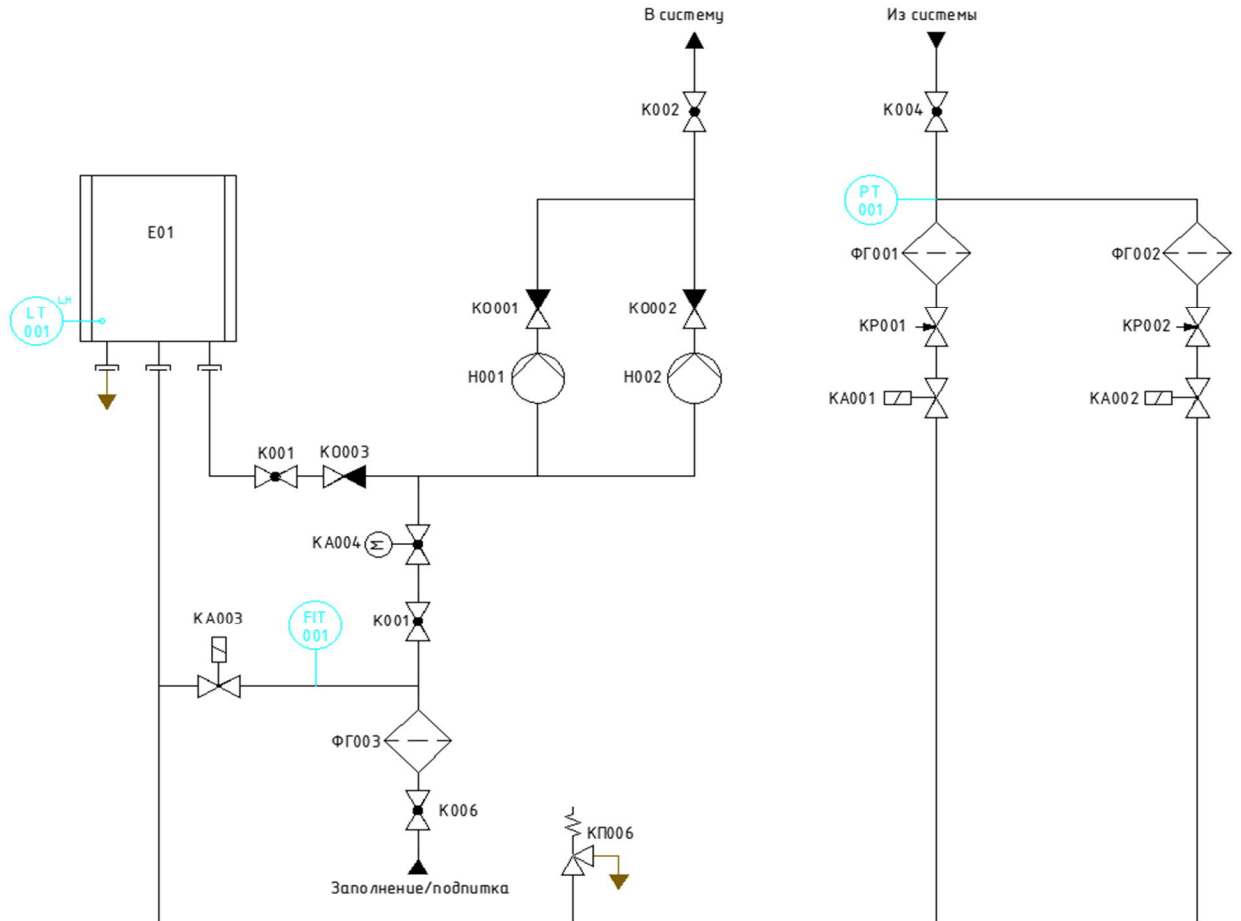 В систему
Из системы
К002
К004
PT
001
Е01
ФГ001
ФГ002
LH
LT
001
КО001
КО002
КР001
КР002
Н001
Н002
КА001
КА002
К001
КО003
КА004
M
КА003
FIT
001
К001
ФГ003
К006
КП006
Заполнение/подпитка